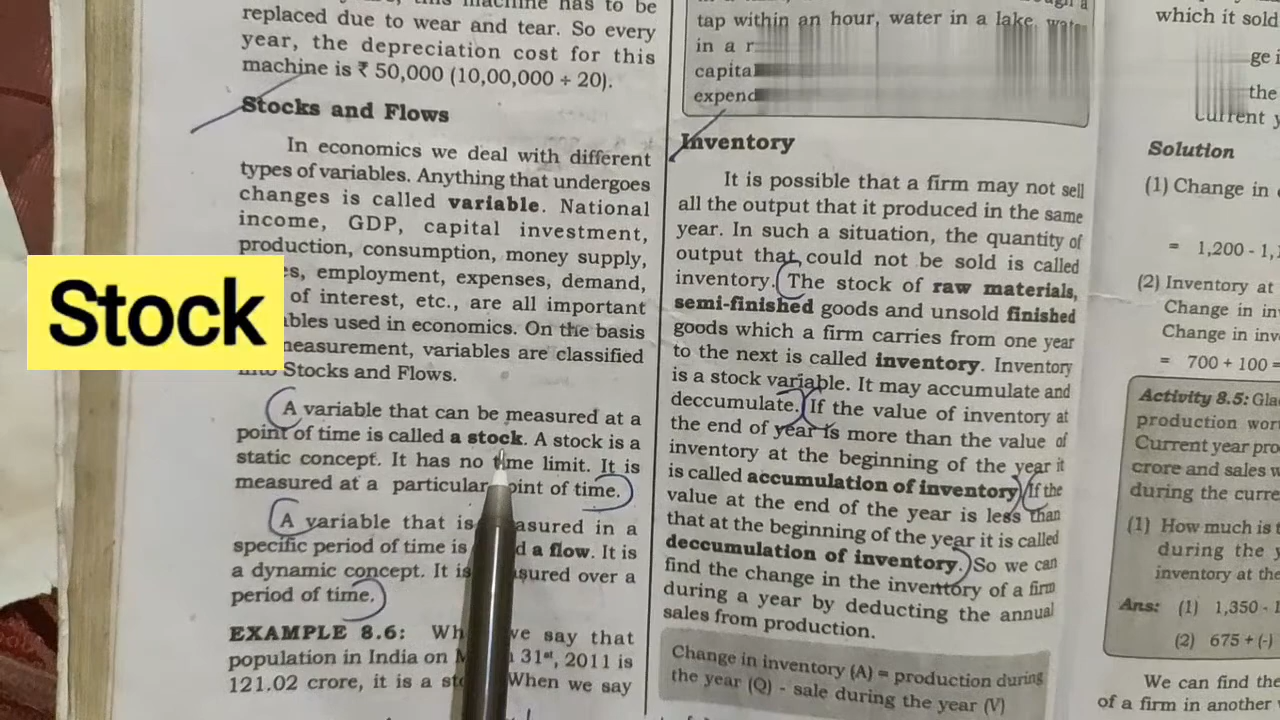 machine has to be
replaced due to wear and tear. So every
year, the depreciation cost for this
machine is ₹ 50,000 (10,00,000 ÷ 20).
Stocks and Flows
In economics we deal with different
types of variables. Anything that undergoes
changes is called variable. National
income, GDP, capital investment,
production, consumption, money supply,
employment, expenses, demand,
of interest, etc., are all important
used in economics. On the basis
measurement, variables are classified
into Stocks and Flows.
Stock
A variable that can be measured at a
point of time is called a stock. A stock is a
static concept. It has no time limit. It is
measured at a particular point of time.
A variable that is measured in a
specific period of time is a flow. It is
a dynamic concept. It is measured over a
period of time.
EXAMPLE 8.6: When we say that
population in India on 31st, 2011 is
121.02 crore, it is a When we say
tap within an hour, water in a lake, water
in a
Inventory
It is possible that a firm may not sell
all the output that it produced in the same
year. In such a situation, the quantity of
output that could not be sold is called
inventory. The stock of raw materials,
semi-finished goods and unsold finished
goods which a firm carries from one year
to the next is called inventory. Inventory
is a stock variable. It may accumulate and
deccumulate. If the value of inventory at
the end of year is more than the value of
inventory at the beginning of the year it
is called accumulation of inventory. If the
value at the end of the year is less than
that at the beginning of the year it is called
deccumulation of inventory. So we can
find the change in the inventory of a firm
during a year by deducting the annual
sales from production.
Change in inventory (A) = production during
the year (Q) - sale during the year (V)
which it sold
the
Solution
(1) Change in
= 1,200 -
(2) Inventory at
Change in
Change in
= 700 + 100 =
Activity 8.5:
production
Current year
crore and sales
during the
(1) How much is
during the
inventory at
Ans: (1) 1,350 -
(2) 675 + (-)
We can find the
of a firm in another